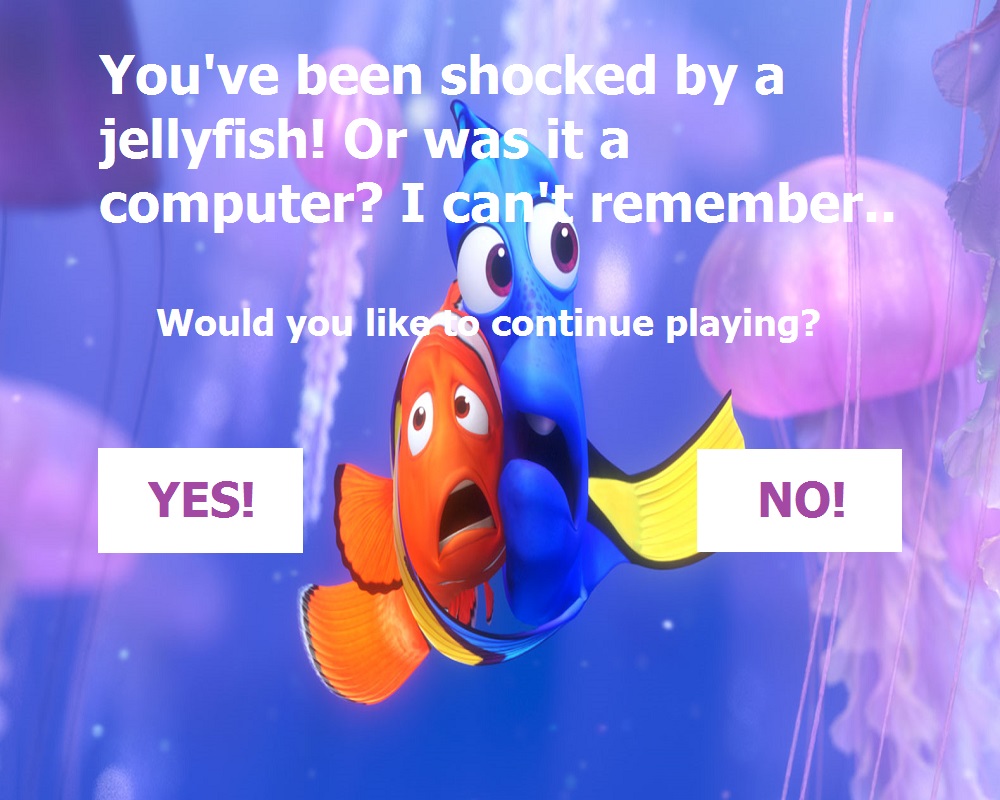 You've been shocked by a
jellyfish! Or was it a
computer? I can't remember..
Would you like to continue playing?
YES!
NO!